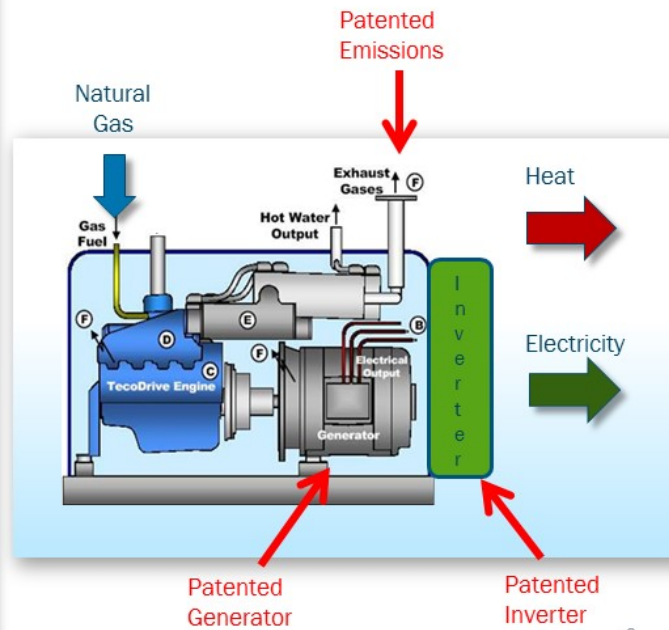 Patented
Emissions
Natural
Gas
Exhaust
Gases
F
Heat
Hot Water
Output
Gas
Fuel
Inverter
F
E
B
D
F
Electricity
C
Electrical
Output
TecoDrive Engine
Generator
Patented
Generator
Patented
Inverter